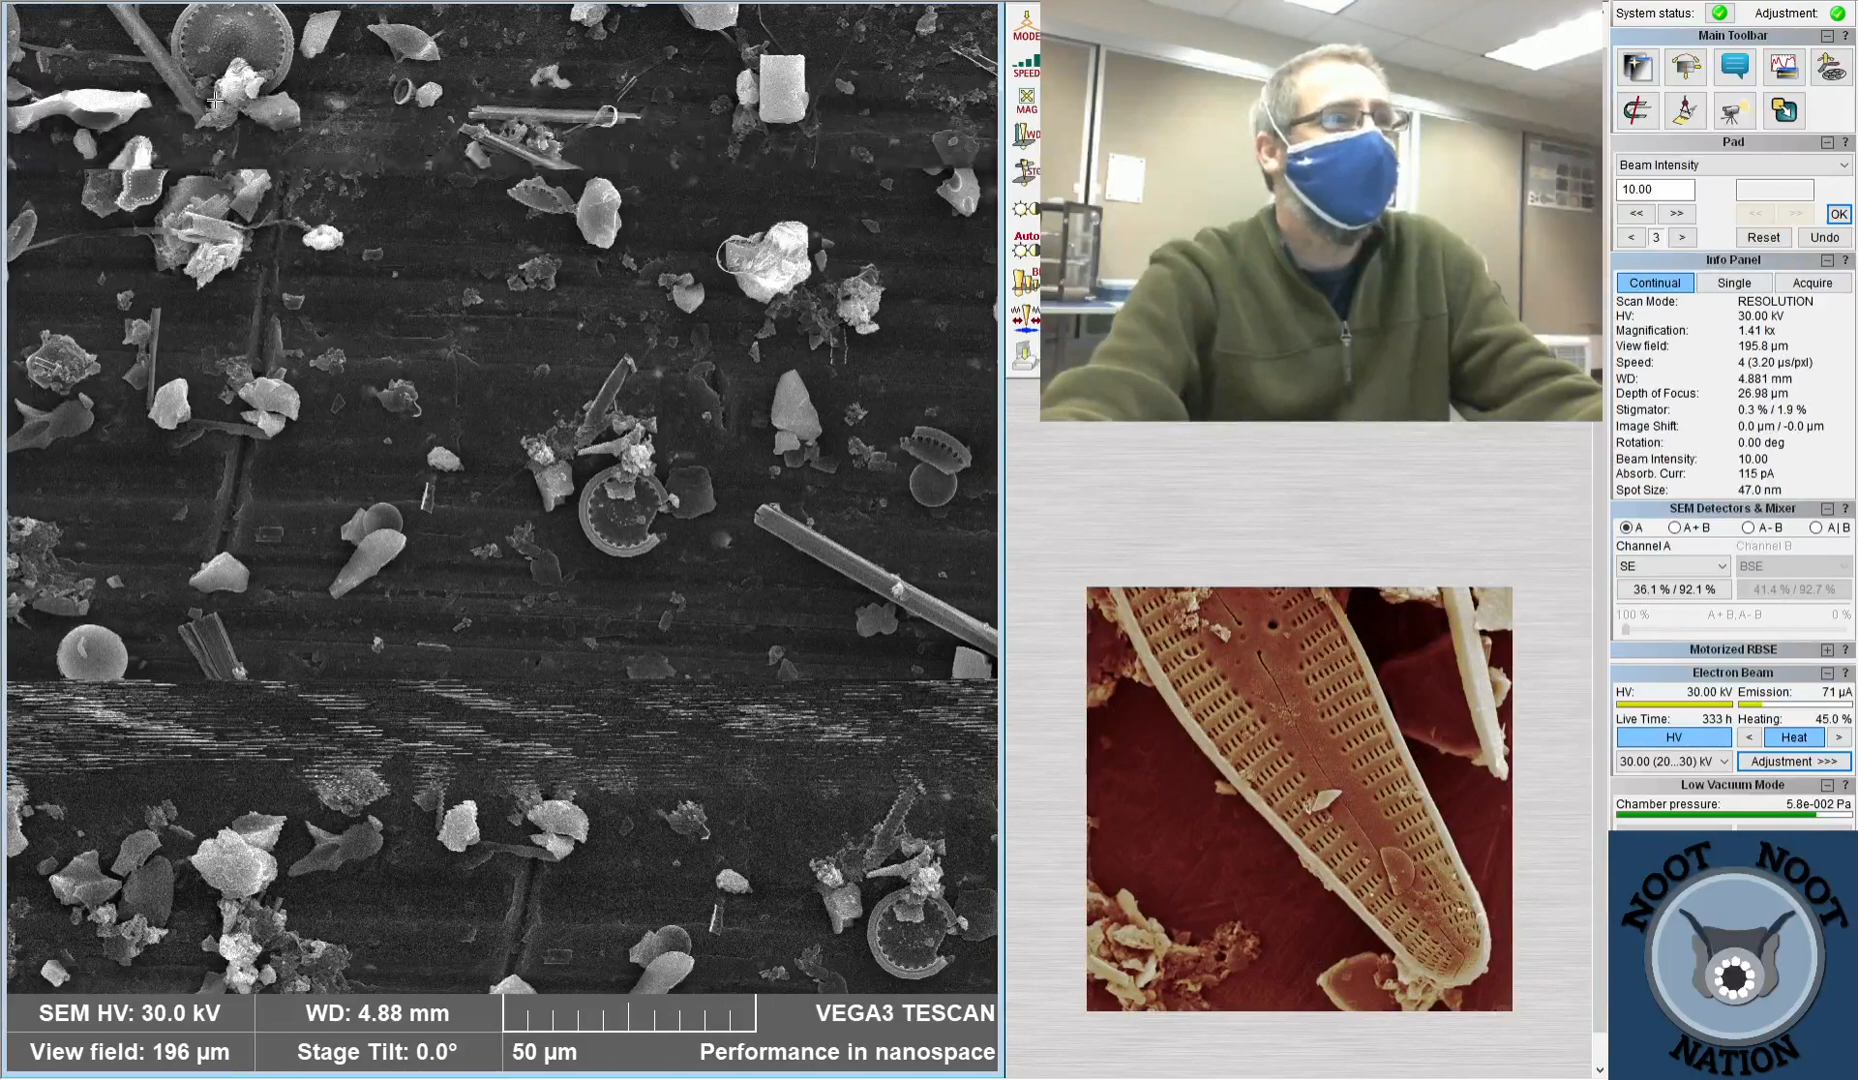 System status: Adjustment:
Main Toolbar ?
Pad ?
Beam Intensity
10.00
<< >> << >> OK
< 3 > Reset Undo
Info Panel ?
Continual Single Acquire
Scan Mode: RESOLUTION
HV: 30.00 kV
Magnification: 1.41 kx
View field: 195.8 µm
Speed: 4 (3.20 µs/pxl)
WD: 4.881 mm
Depth of Focus: 26.98 µm
Stigmator: 0.3 % / 1.9 %
Image Shift: 0.0 µm / -0.0 µm
Rotation: 0.00 deg
Beam Intensity: 10.00
Absorb. Curr: 115 pA
Spot Size: 47.0 nm
SEM Detectors & Mixer ?
A A + B A - B A | B
Channel A Channel B
SE BSE
36.1 % / 92.1 % 41.4 % / 92.7 %
100 % A + B, A - B 0 %
Motorized RBSE ?
Electron Beam ?
HV: 30.00 kV Emission: 71 µA
Live Time: 333 h Heating: 45.0 %
HV < Heat >
30.00 (20...30) kV Adjustment >>>
Low Vacuum Mode ?
Chamber pressure: 5.8e-002 Pa
MODE
SPEED
MAG
WD
Auto
SEM HV: 30.0 kV WD: 4.88 mm VEGA3 TESCAN
View field: 196 µm Stage Tilt: 0.0° 50 µm Performance in nanospace
NOOT NOOT
NATION